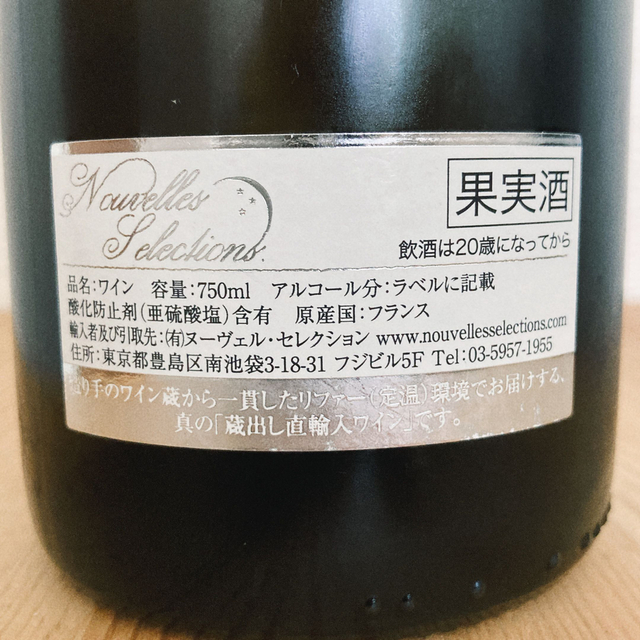 Nouvelles
Selections.
果実酒
飲酒は20歳になってから
品名:ワイン 容量:750ml アルコール分:ラベルに記載
酸化防止剤(亜硫酸塩)含有 原産国:フランス
輸入者及び引取先:(有)ヌーヴェル・セレクション www.nouvellesselections.com
住所:東京都豊島区南池袋3-18-31 フジビル5F Tel:03-5957-1955
り手のワイン蔵から一貫したリファー(定温)環境でお届けする、
真の「蔵出し直輸入ワイン」です。